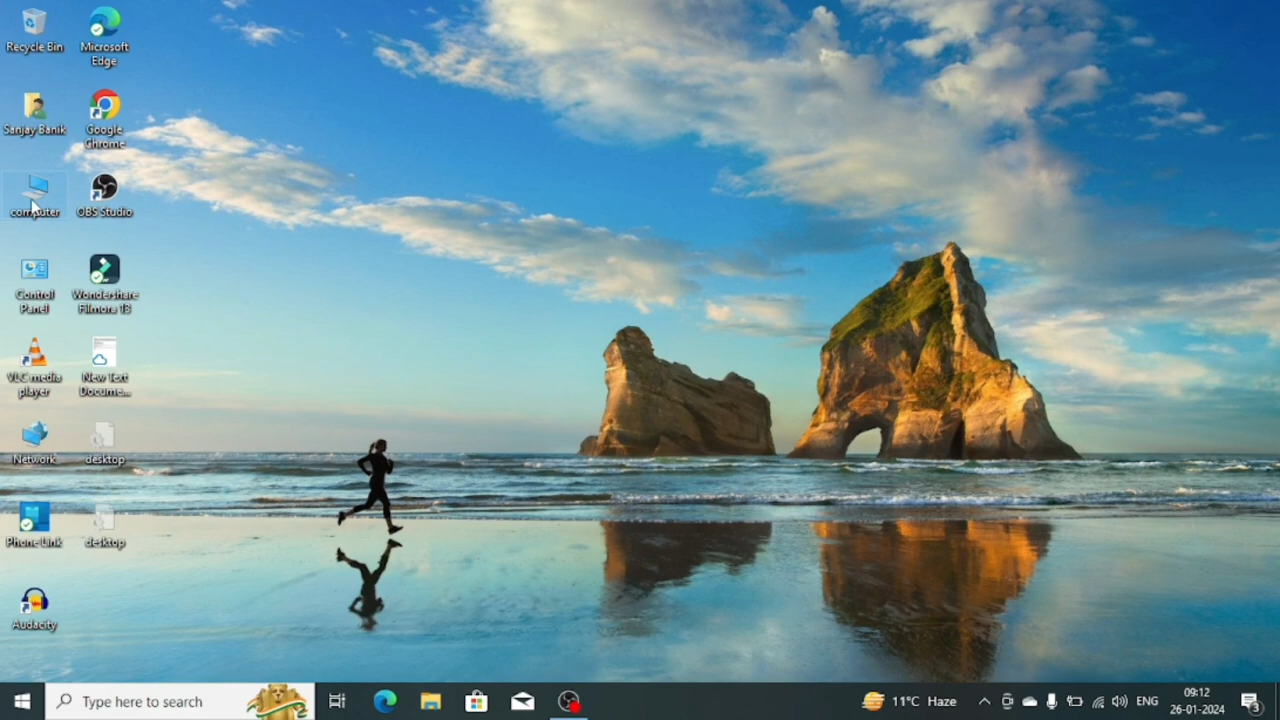 Recycle Bin
Microsoft
Edge
Sanjay Banik
Google
Chrome
computer
OBS Studio
Control
Panel
Wondershare
Filmora 13
VLC media
player
New Text
Docume...
Network
desktop
Phone Link
desktop
Audacity
Type here to search
11°C Haze
ENG
09:12
26-01-2024
3